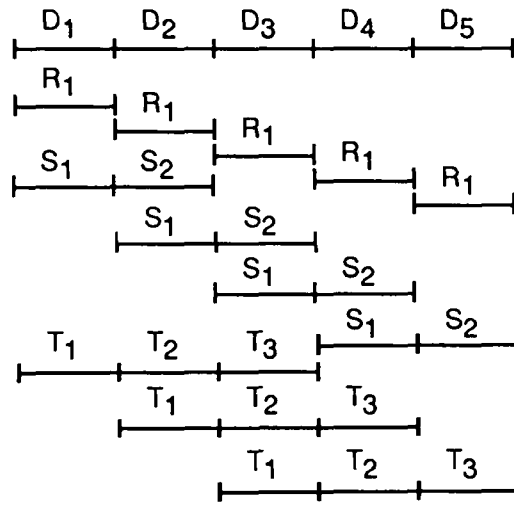 D₁ D₂ D₃ D₄ D₅
R₁
R₁
R₁
R₁
R₁
S₁ S₂
S₁ S₂
S₁ S₂
S₁ S₂
T₁ T₂ T₃
T₁ T₂ T₃
T₁ T₂ T₃